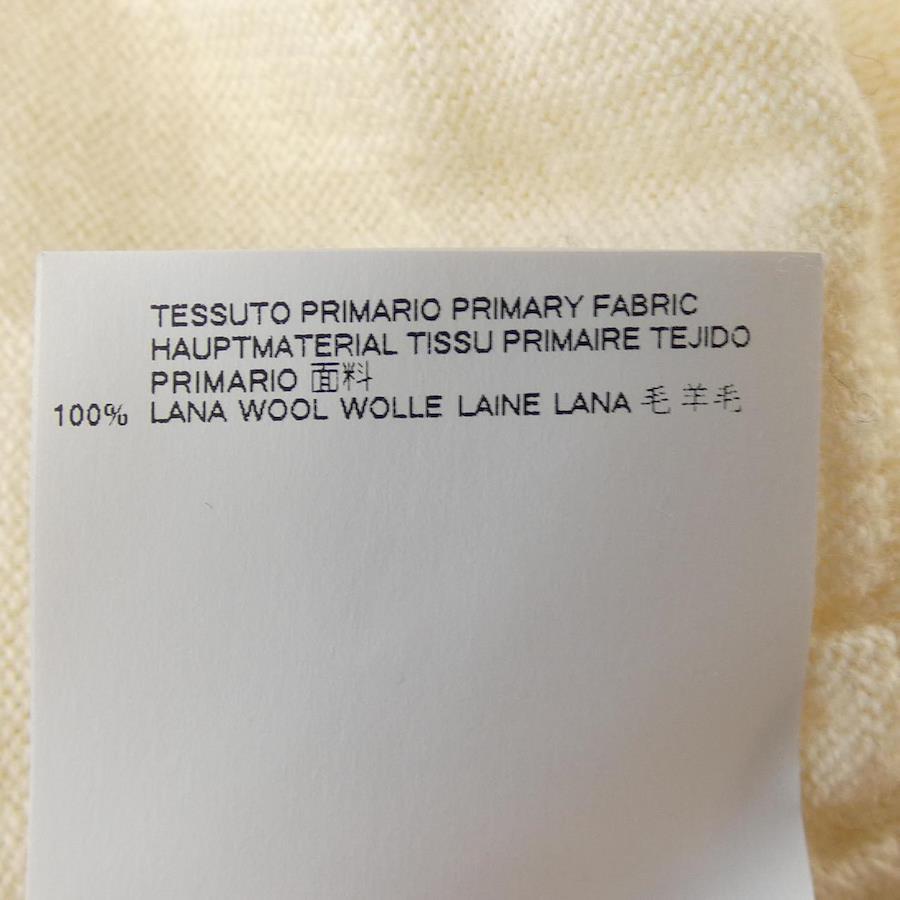 TESSUTO PRIMARIO PRIMARY FABRIC
HAUPTMATERIAL TISSU PRIMAIRE TEJIDO
PRIMARIO 面料
100% LANA WOOL WOLLE LAINE LANA 毛 羊毛